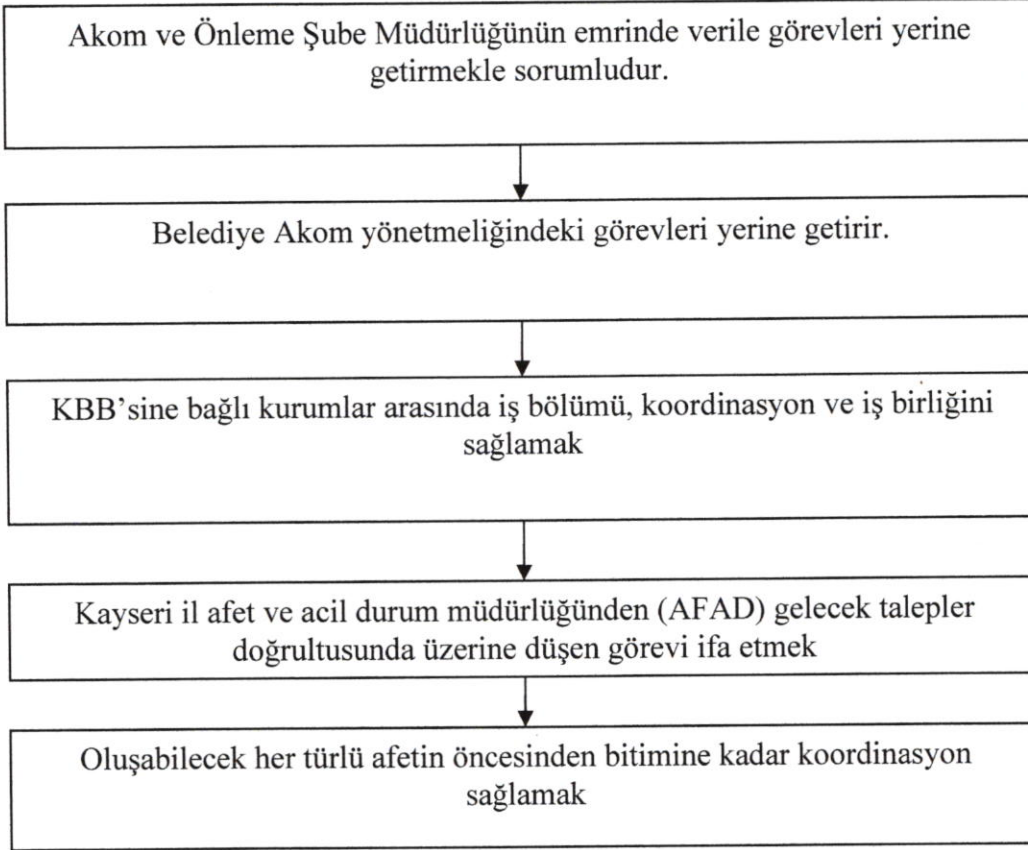 Akom ve Önleme Şube Müdürlüğünün emrinde verile görevleri yerine
getirmekle sorumludur.
Belediye Akom yönetmeliğindeki görevleri yerine getirir.
KBB’sine bağlı kurumlar arasında iş bölümü, koordinasyon ve iş birliğini
sağlamak
Kayseri il afet ve acil durum müdürlüğünden (AFAD) gelecek talepler
doğrultusunda üzerine düşen görevi ifa etmek
Oluşabilecek her türlü afetin öncesinden bitimine kadar koordinasyon
sağlamak